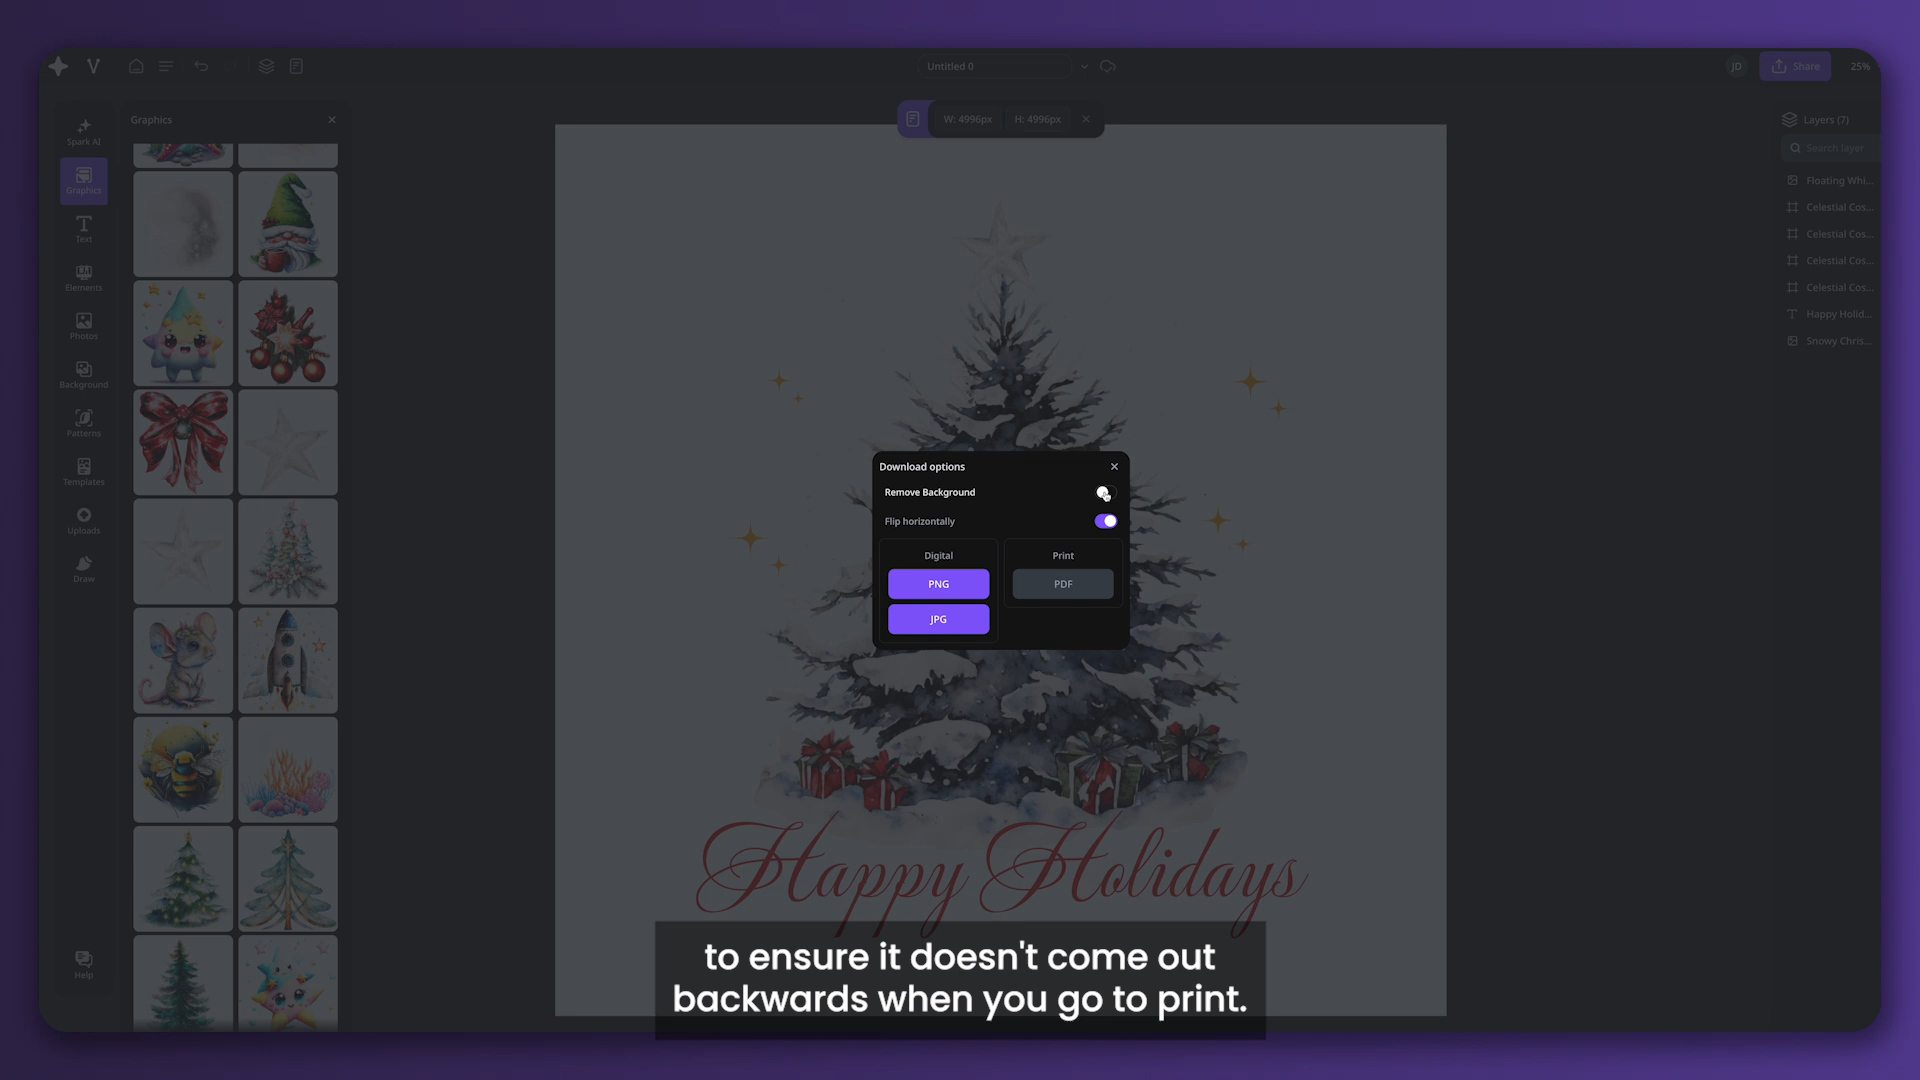 V
Untitled 0
JD
Share
25%
Graphics
W: 4996px
H: 4996px
Layers (7)
Search layer
Spark AI
Graphics
Text
Elements
Photos
Background
Patterns
Templates
Uploads
Draw
Help
Floating Whi...
Celestial Cos...
Celestial Cos...
Celestial Cos...
Celestial Cos...
Happy Holid...
Snowy Chris...
Download options
Remove Background
Flip horizontally
Digital
Print
PNG
PDF
JPG
Happy Holidays
to ensure it doesn't come out
backwards when you go to print.